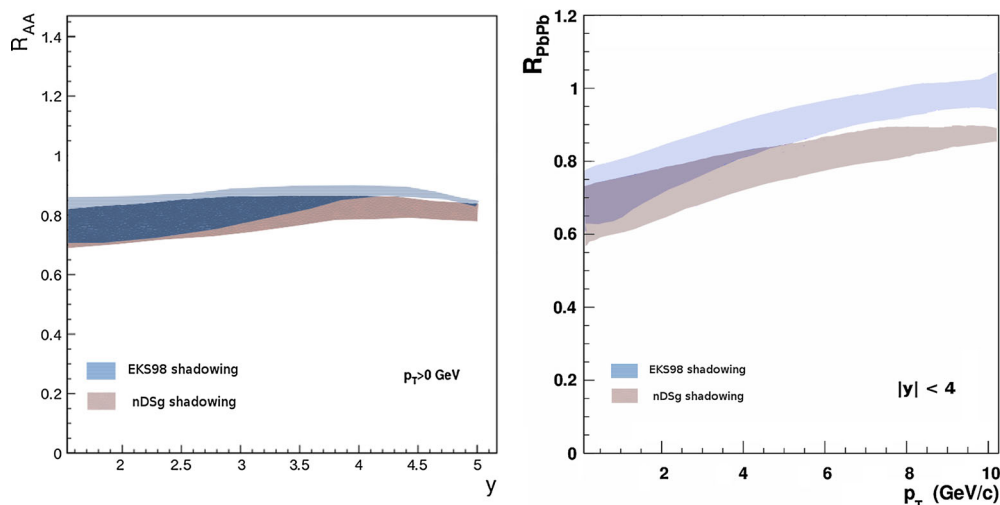 R_AA
1.4
1.2
1
0.8
0.6
0.4
0.2
0
EKS98 shadowing
nDSg shadowing
p_T>0 GeV
2 2.5 3 3.5 4 4.5 5
y
R_PbPb
1.2
1
0.8
0.6
0.4
0.2
0
EKS98 shadowing
nDSg shadowing
|y| < 4
2 4 6 8 10
p_T (GeV/c)